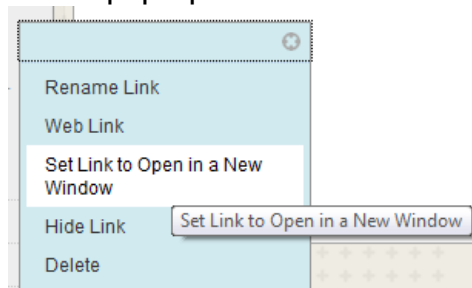 Rename Link
Web Link
Set Link to Open in a New
Window
Hide Link
Set Link to Open in a New Window
Delete